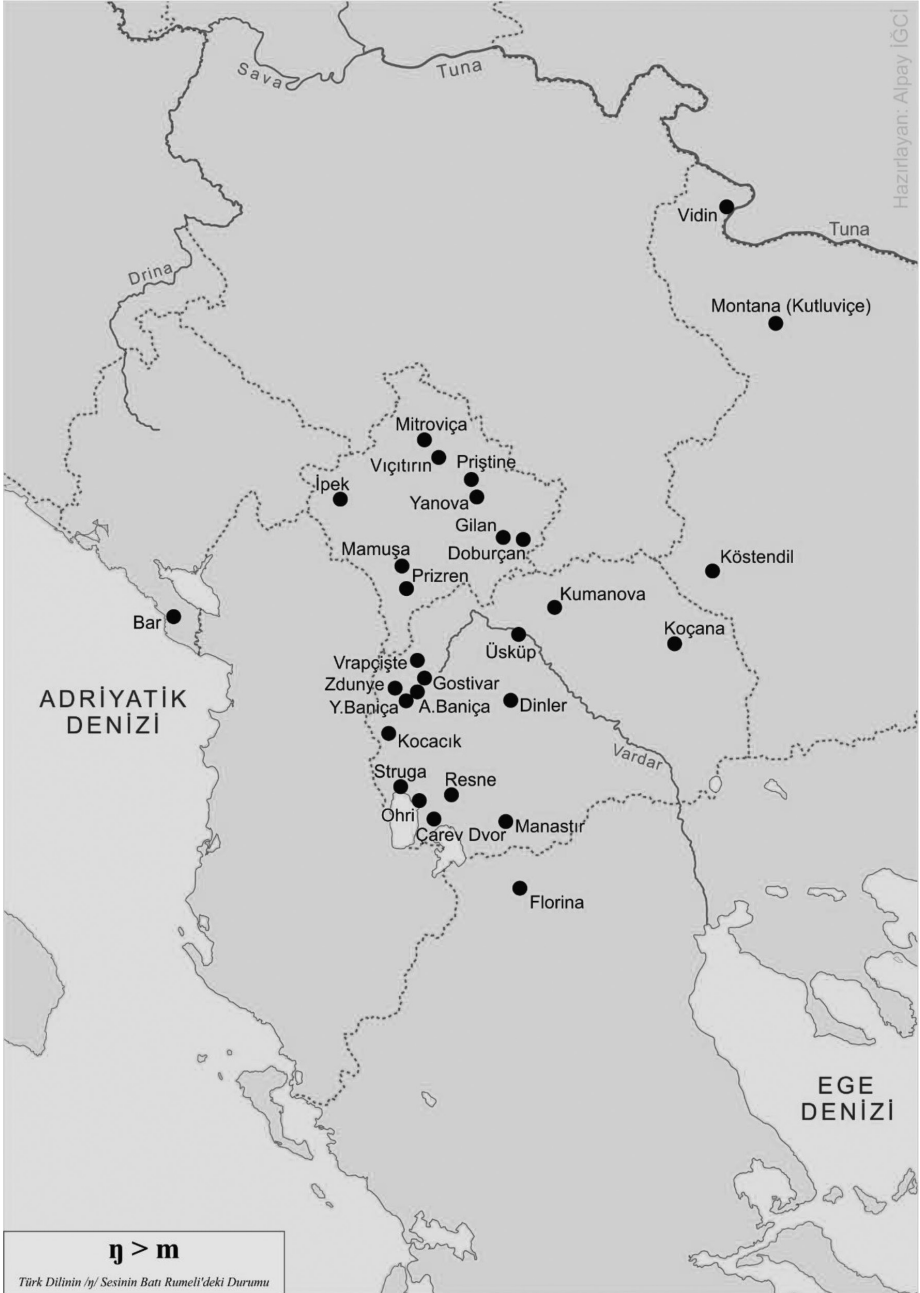 Sava
Tuna
Hazırlayan: Alpay İĞCİ
Vidin
Tuna
Drina
Montana (Kutluviçe)
Mitroviça
Vıçıtırın
Priştine
İpek
Yanova
Gilan
Doburçan
Mamuşa
Prizren
Köstendil
Kumanova
Bar
Üsküp
Koçana
Vrapçişte
Gostivar
Zdunye
ADRİYATİK
DENİZİ
Y.Baniça
A.Baniça
Dinler
Kocacık
Vardar
Struga
Resne
Ohri
Çarev Dvor
Manastır
Florina
EGE
DENİZİ
ŋ > m
Türk Dilinin /ŋ/ Sesinin Batı Rumeli'deki Durumu